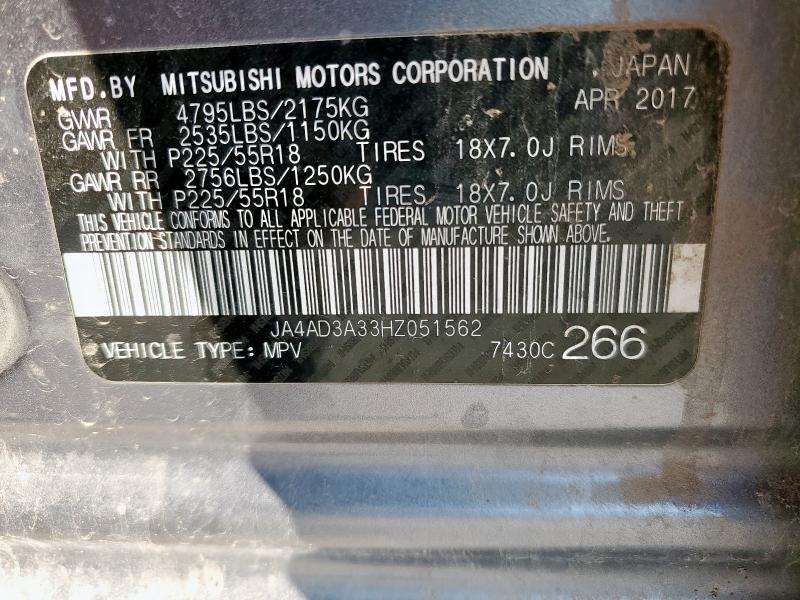 MFD.BY MITSUBISHI MOTORS CORPORATION JAPAN
GVWR 4795LBS/2175KG APR 2017
GAWR FR 2535LBS/1150KG
WITH P225/55R18 TIRES 18X7.0J RIMS
GAWR RR 2756LBS/1250KG
WITH P225/55R18 TIRES 18X7.0J RIMS
THIS VEHICLE CONFORMS TO ALL APPLICABLE FEDERAL MOTOR VEHICLE SAFETY AND THEFT
PREVENTION STANDARDS IN EFFECT ON THE DATE OF MANUFACTURE SHOWN ABOVE.
JA4AD3A33HZ051562
VEHICLE TYPE: MPV 7430C 266